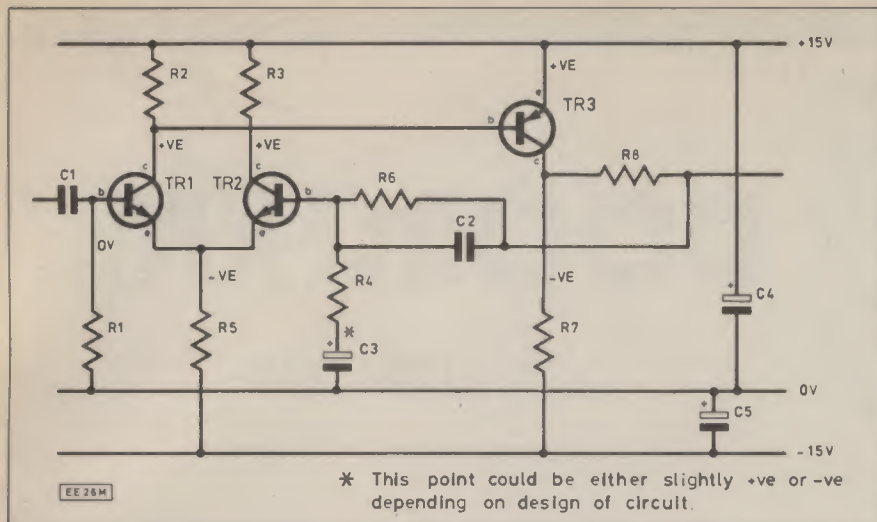 +15V
R2
R3
+VE
e
TR3
b
+VE
+VE
c
C1
c
c
R8
TR1
TR2
R6
b
b
C2
e
e
0V
-VE
-VE
R4
C4
+
R1
R5
*
+
C3
R7
0V
+
C5
-15V
EE26M
* This point could be either slightly +ve or -ve
depending on design of circuit.